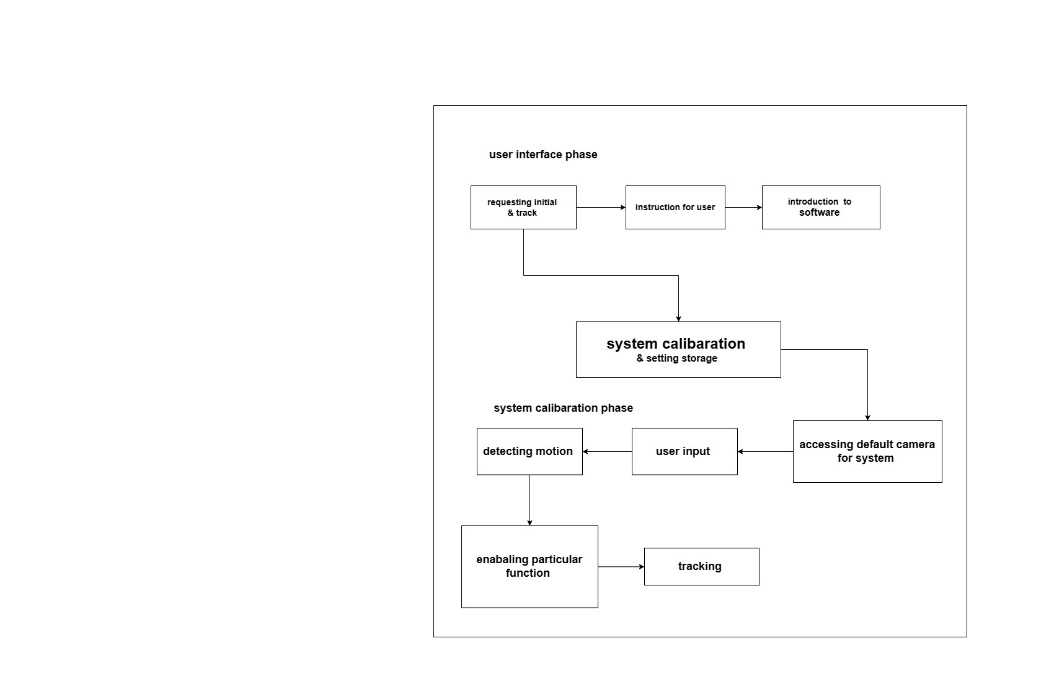 user interface phase
requesting initial
& track
instruction for user
introduction to
software
system calibaration
& setting storage
system calibaration phase
accessing default camera
for system
user input
detecting motion
enabaling particular
function
tracking